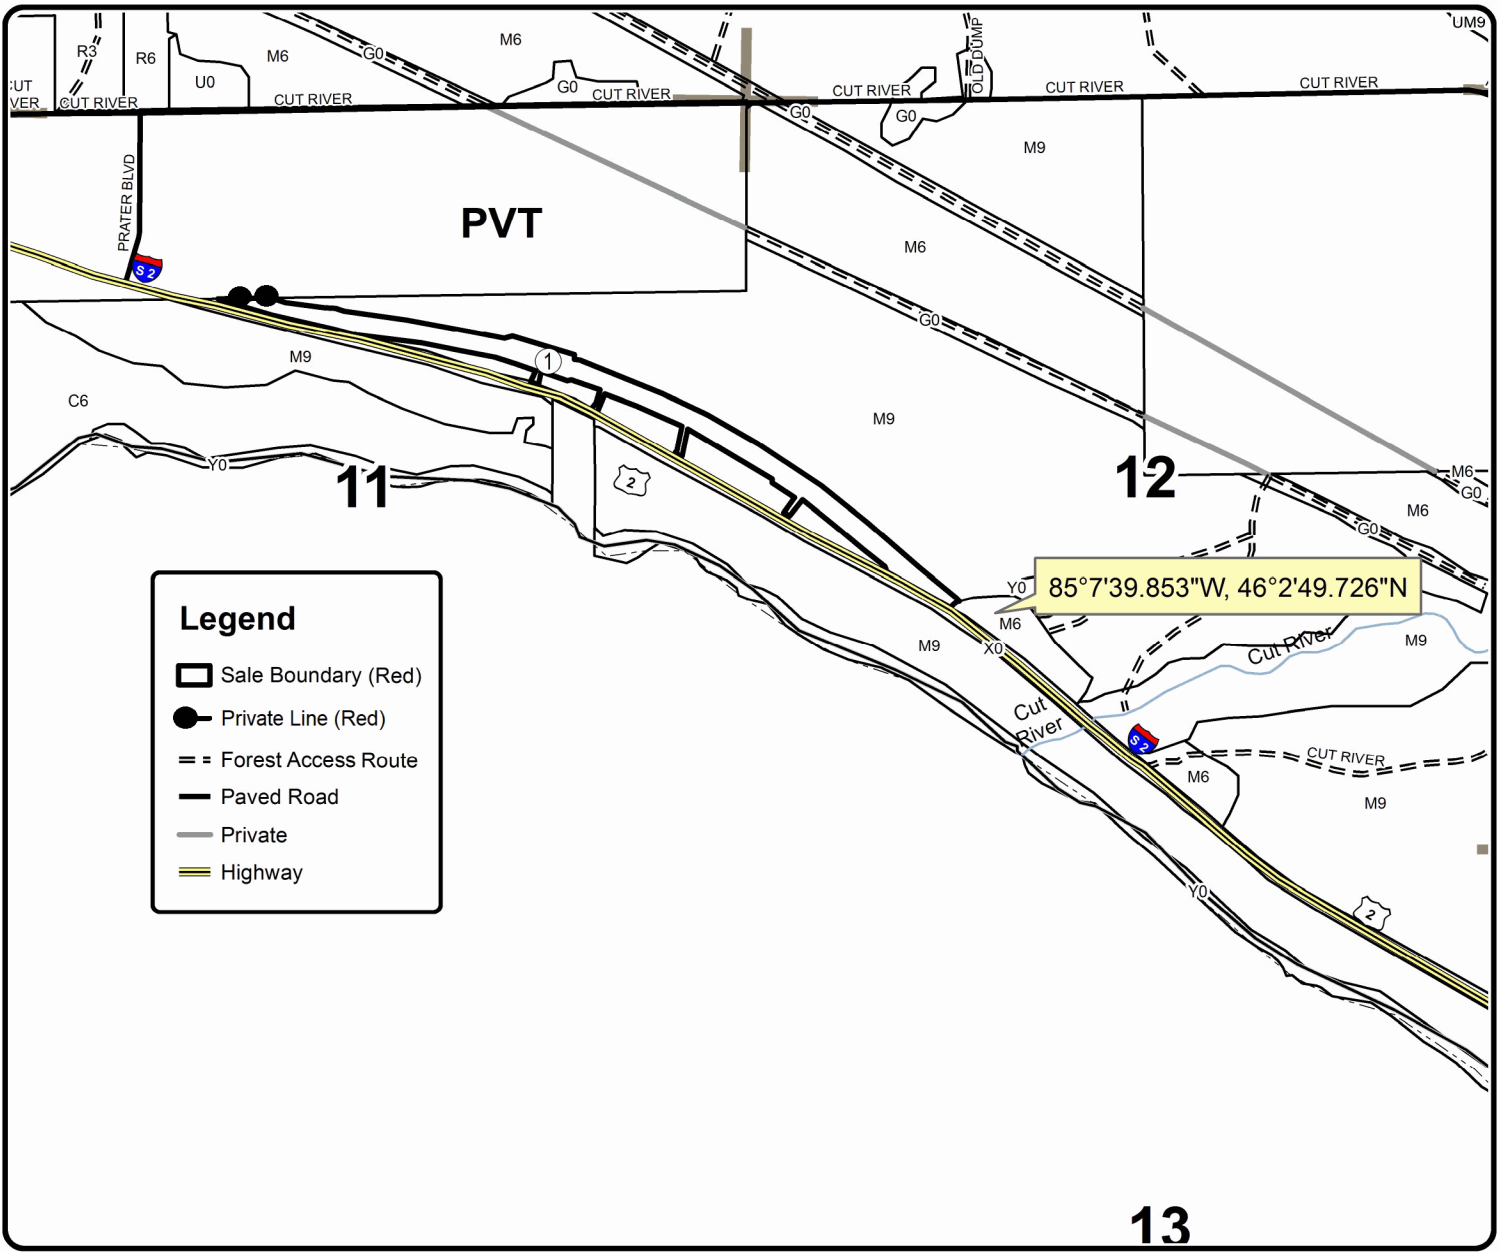 UM9
R3
R6
U0
M6
G0
M6
G0
OLD DUMP
CUT
VER
CUT RIVER
CUT RIVER
CUT RIVER
CUT RIVER
CUT RIVER
CUT RIVER
G0
G0
M9
PRATER BLVD
PVT
M6
S 2
G0
1
M9
C6
M9
Y0
11
2
12
M6
G0
M6
G0
85°7'39.853"W, 46°2'49.726"N
Y0
M6
M9
X0
Cut River
M9
Cut
River
S 2
CUT RIVER
M6
M9
Y0
2
Legend
Sale Boundary (Red)
Private Line (Red)
Forest Access Route
Paved Road
Private
Highway
13